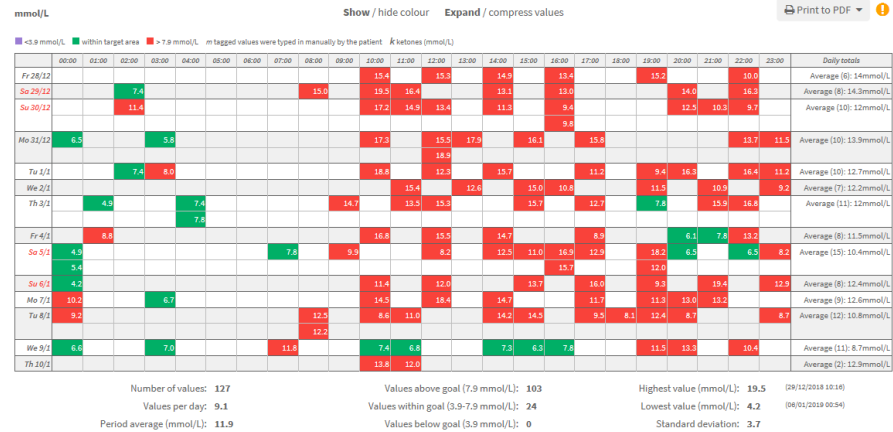 mmol/L Show / hide colour Expand / compress values Print to PDF
<3.9 mmol/L within target area > 7.9 mmol/L m tagged values were typed in manually by the patient k ketones (mmol/L)
00:00 01:00 02:00 03:00 04:00 05:00 06:00 07:00 08:00 09:00 10:00 11:00 12:00 13:00 14:00 15:00 16:00 17:00 18:00 19:00 20:00 21:00 22:00 23:00 Daily totals
Fr 28/12 15.4 15.3 14.9 13.4 15.2 10.0 Average (6): 14mmol/L
Sa 29/12 7.4 15.0 19.5 16.4 13.1 13.0 14.0 16.3 Average (8): 14.3mmol/L
Su 30/12 11.4 17.2 14.9 13.4 11.3 9.4 12.5 10.3 9.7 Average (10): 12mmol/L
9.8
Mo 31/12 6.5 5.8 17.3 15.5 17.9 16.1 15.8 13.7 11.5 Average (10): 13.9mmol/L
18.9
Tu 1/1 7.4 8.0 18.8 12.3 15.7 11.2 9.4 16.3 16.4 11.2 Average (10): 12.7mmol/L
We 2/1 15.4 12.6 15.0 10.8 11.5 10.9 9.2 Average (7): 12.2mmol/L
Th 3/1 4.9 7.4 14.7 13.5 15.3 15.7 12.7 7.8 15.9 16.8 Average (11): 12mmol/L
7.8
Fr 4/1 8.8 16.8 15.5 14.7 8.9 6.1 7.8 13.2 Average (8): 11.5mmol/L
Sa 5/1 4.9 7.8 9.9 8.2 12.5 11.0 16.9 12.9 18.2 6.5 6.5 8.2 Average (15): 10.4mmol/L
5.4 15.7 12.0
Su 6/1 4.2 11.4 12.0 13.7 16.0 9.3 19.4 12.9 Average (8): 12.4mmol/L
Mo 7/1 10.2 6.7 14.5 18.4 14.7 11.7 11.3 13.0 13.2 Average (9): 12.6mmol/L
Tu 8/1 9.2 12.5 8.6 11.0 14.2 14.5 9.5 8.1 12.4 8.7 8.7 Average (12): 10.8mmol/L
12.2
We 9/1 6.6 7.0 11.8 7.4 6.8 7.3 6.3 7.8 11.5 13.3 10.4 Average (11): 8.7mmol/L
Th 10/1 13.8 12.0 Average (2): 12.9mmol/L
Number of values: 127 Values above goal (7.9 mmol/L): 103 Highest value (mmol/L): 19.5 (29/12/2018 10:16)
Values per day: 9.1 Values within goal (3.9-7.9 mmol/L): 24 Lowest value (mmol/L): 4.2 (06/01/2019 00:54)
Period average (mmol/L): 11.9 Values below goal (3.9 mmol/L): 0 Standard deviation: 3.7